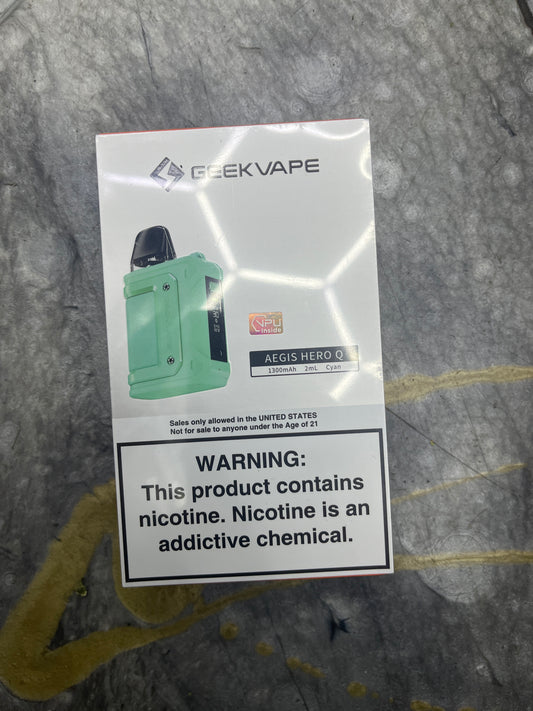 GEEKVAPE
VPU
inside
AEGIS HERO Q
1300mAh 2mL Cyan
Sales only allowed in the UNITED STATES
Not for sale to anyone under the Age of 21
WARNING:
This product contains
nicotine. Nicotine is an
addictive chemical.